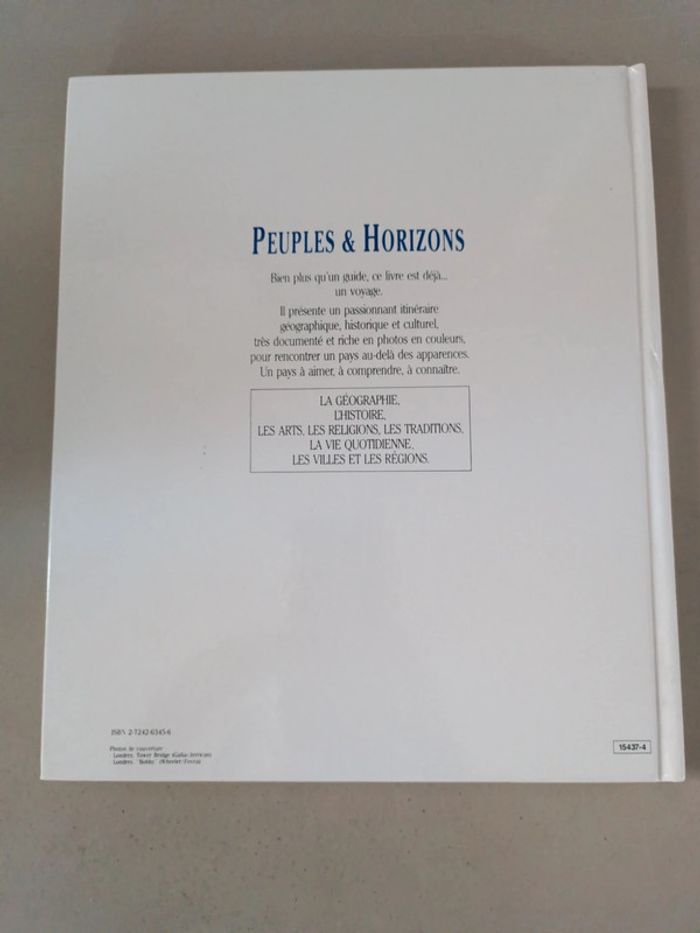 PEUPLES & HORIZONS
Bien plus qu'un guide, ce livre est déjà...
un voyage.
Il présente un passionnant itinéraire
géographique, historique et culturel,
très documenté et riche en photos en couleurs,
pour rencontrer un pays au-delà des apparences.
Un pays à aimer, à comprendre, à connaître.
LA GÉOGRAPHIE,
L'HISTOIRE,
LES ARTS, LES RELIGIONS, LES TRADITIONS,
LA VIE QUOTIDIENNE,
LES VILLES ET LES RÉGIONS.
ISBN 2-7242-6345-6
Photos de couverture :
Londres, Tower Bridge
Londres, "Bobby"
15437-4